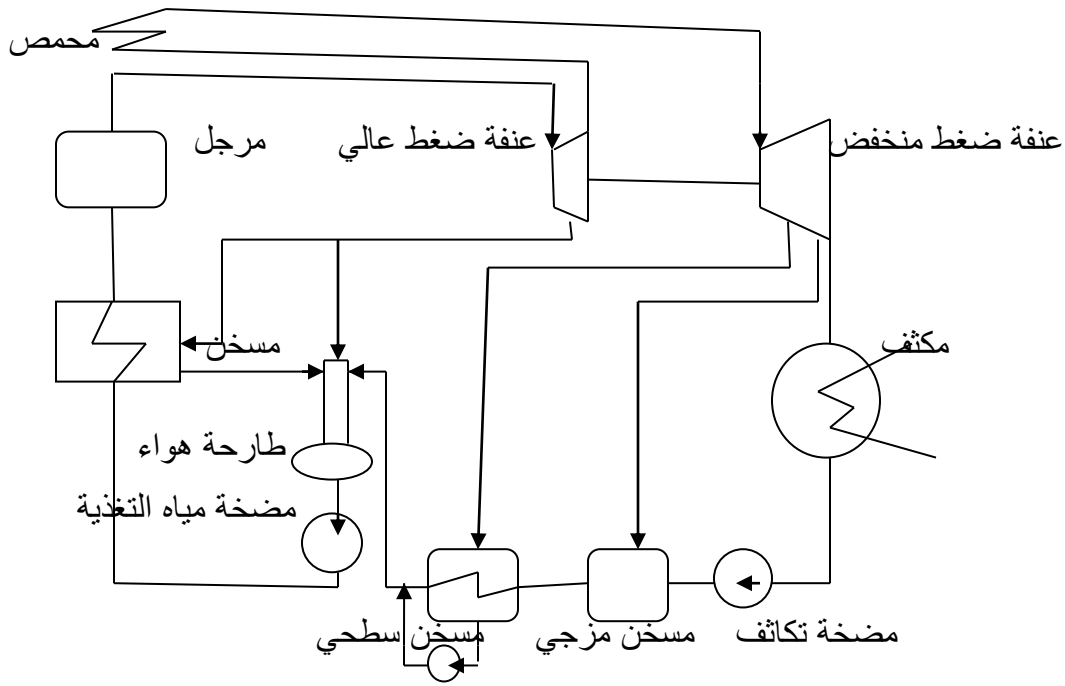 محمص
مرجل
عنفة ضغط عالي
عنفة ضغط منخفض
مسخن
مكثف
طارحة هواء
مضخة مياه التغذية
مسخن سطحي
مسخن مزجي
مضخة تكاثف